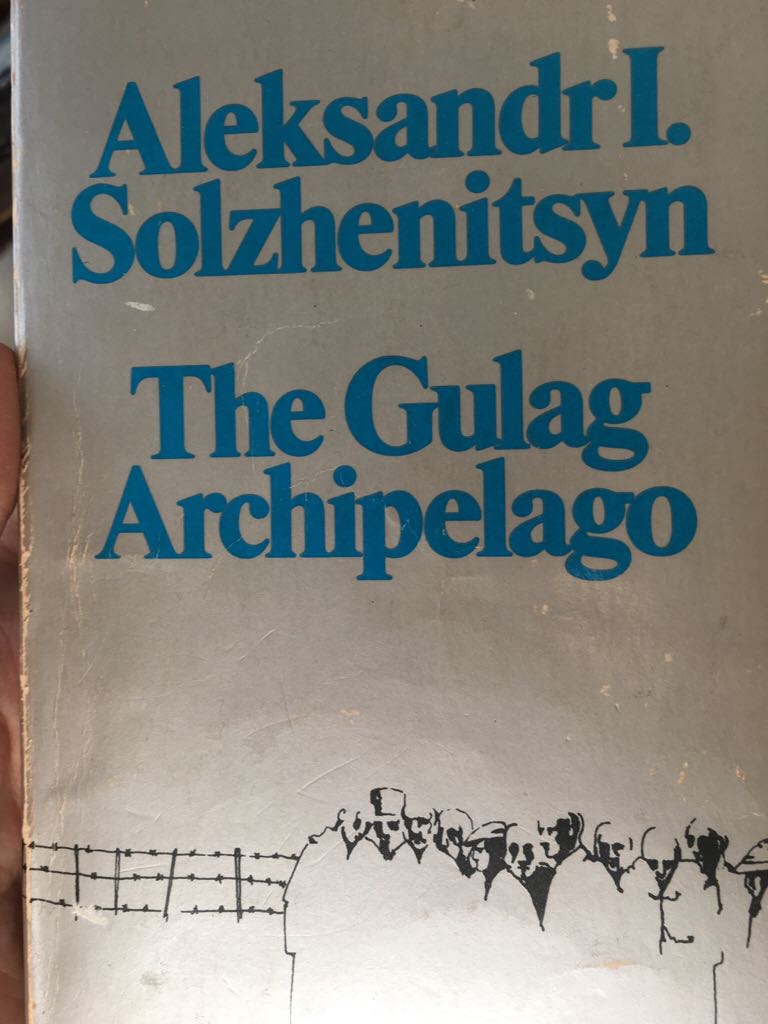 Aleksandr I.
Solzhenitsyn
The Gulag
Archipelago